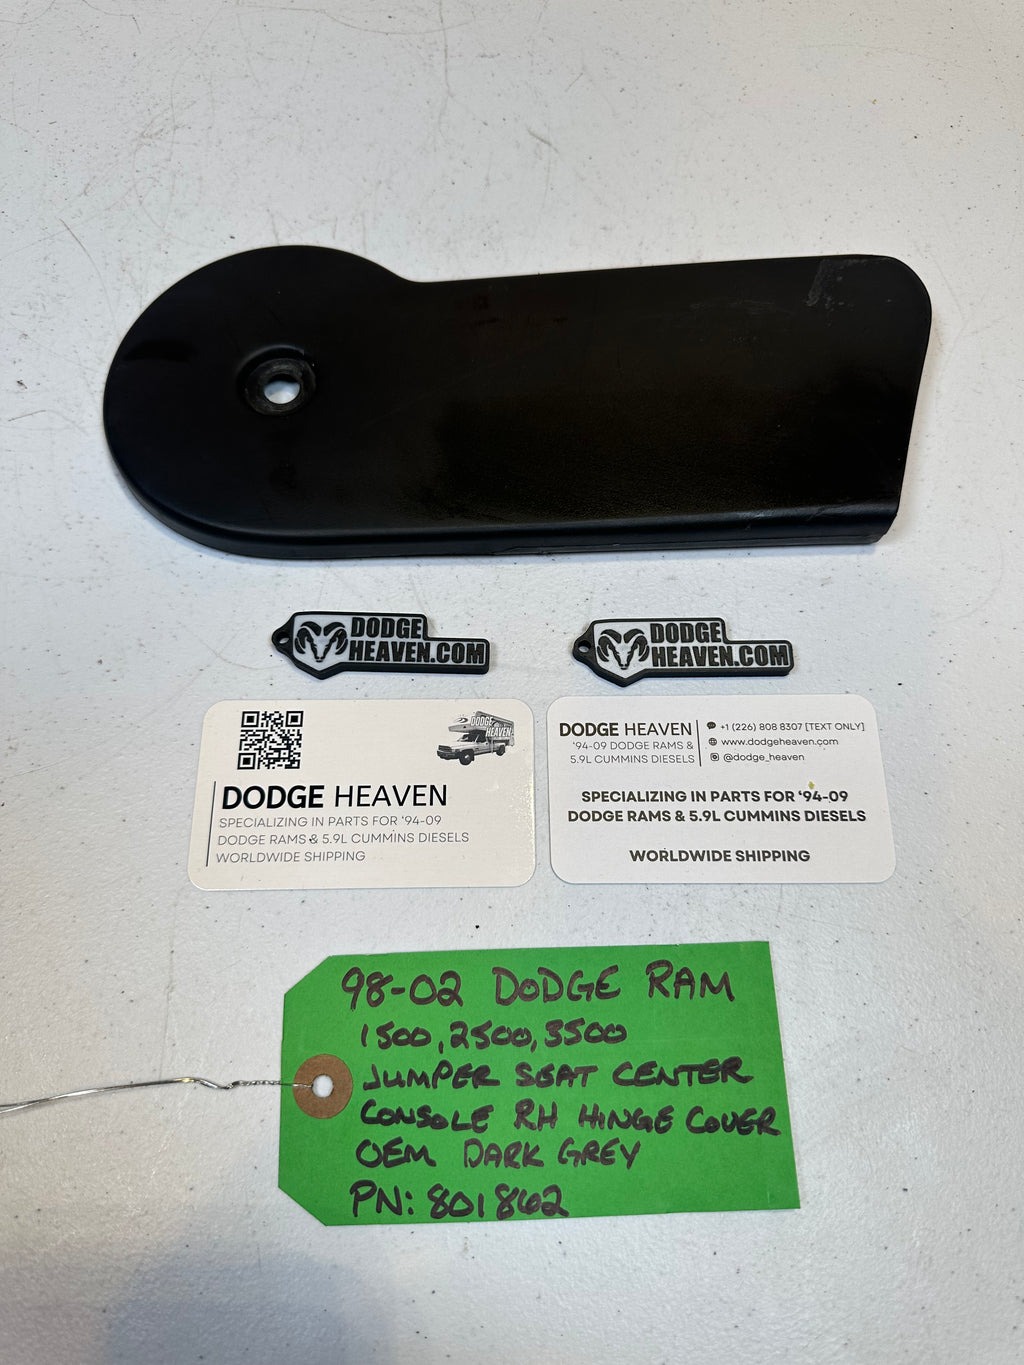 DODGE
HEAVEN.COM
DODGE
HEAVEN.COM
DODGE
HEAVEN
DODGE HEAVEN
SPECIALIZING IN PARTS FOR '94-09
DODGE RAMS & 5.9L CUMMINS DIESELS
WORLDWIDE SHIPPING
DODGE HEAVEN
'94-09 DODGE RAMS &
5.9L CUMMINS DIESELS
+1 (226) 808 8307 [TEXT ONLY]
www.dodgeheaven.com
@dodge_heaven
SPECIALIZING IN PARTS FOR '94-09
DODGE RAMS & 5.9L CUMMINS DIESELS
WORLDWIDE SHIPPING
98-02 DODGE RAM
1500, 2500, 3500
JUMPER SEAT CENTER
CONSOLE RH HINGE COVER
OEM DARK GREY
PN: 801862